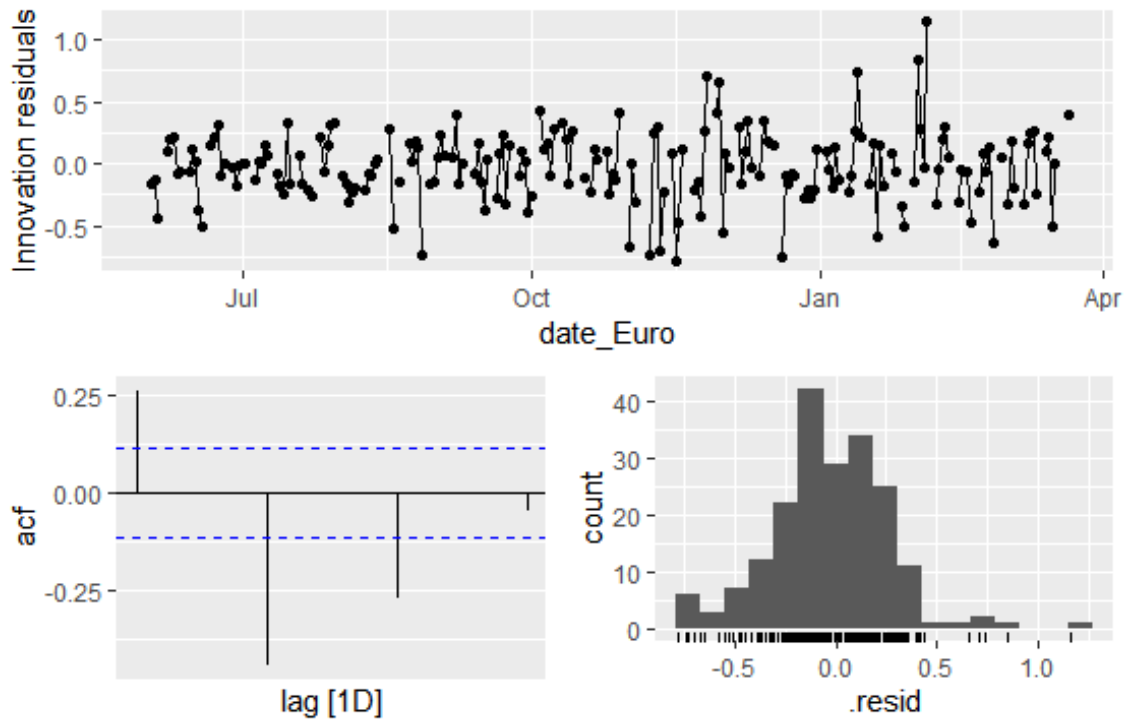 Innovation residuals
1.0
0.5
0.0
-0.5
Jul
Oct
Jan
Apr
date_Euro
acf
0.25
0.00
-0.25
lag [1D]
count
40
30
20
10
0
-0.5
0.0
0.5
1.0
.resid